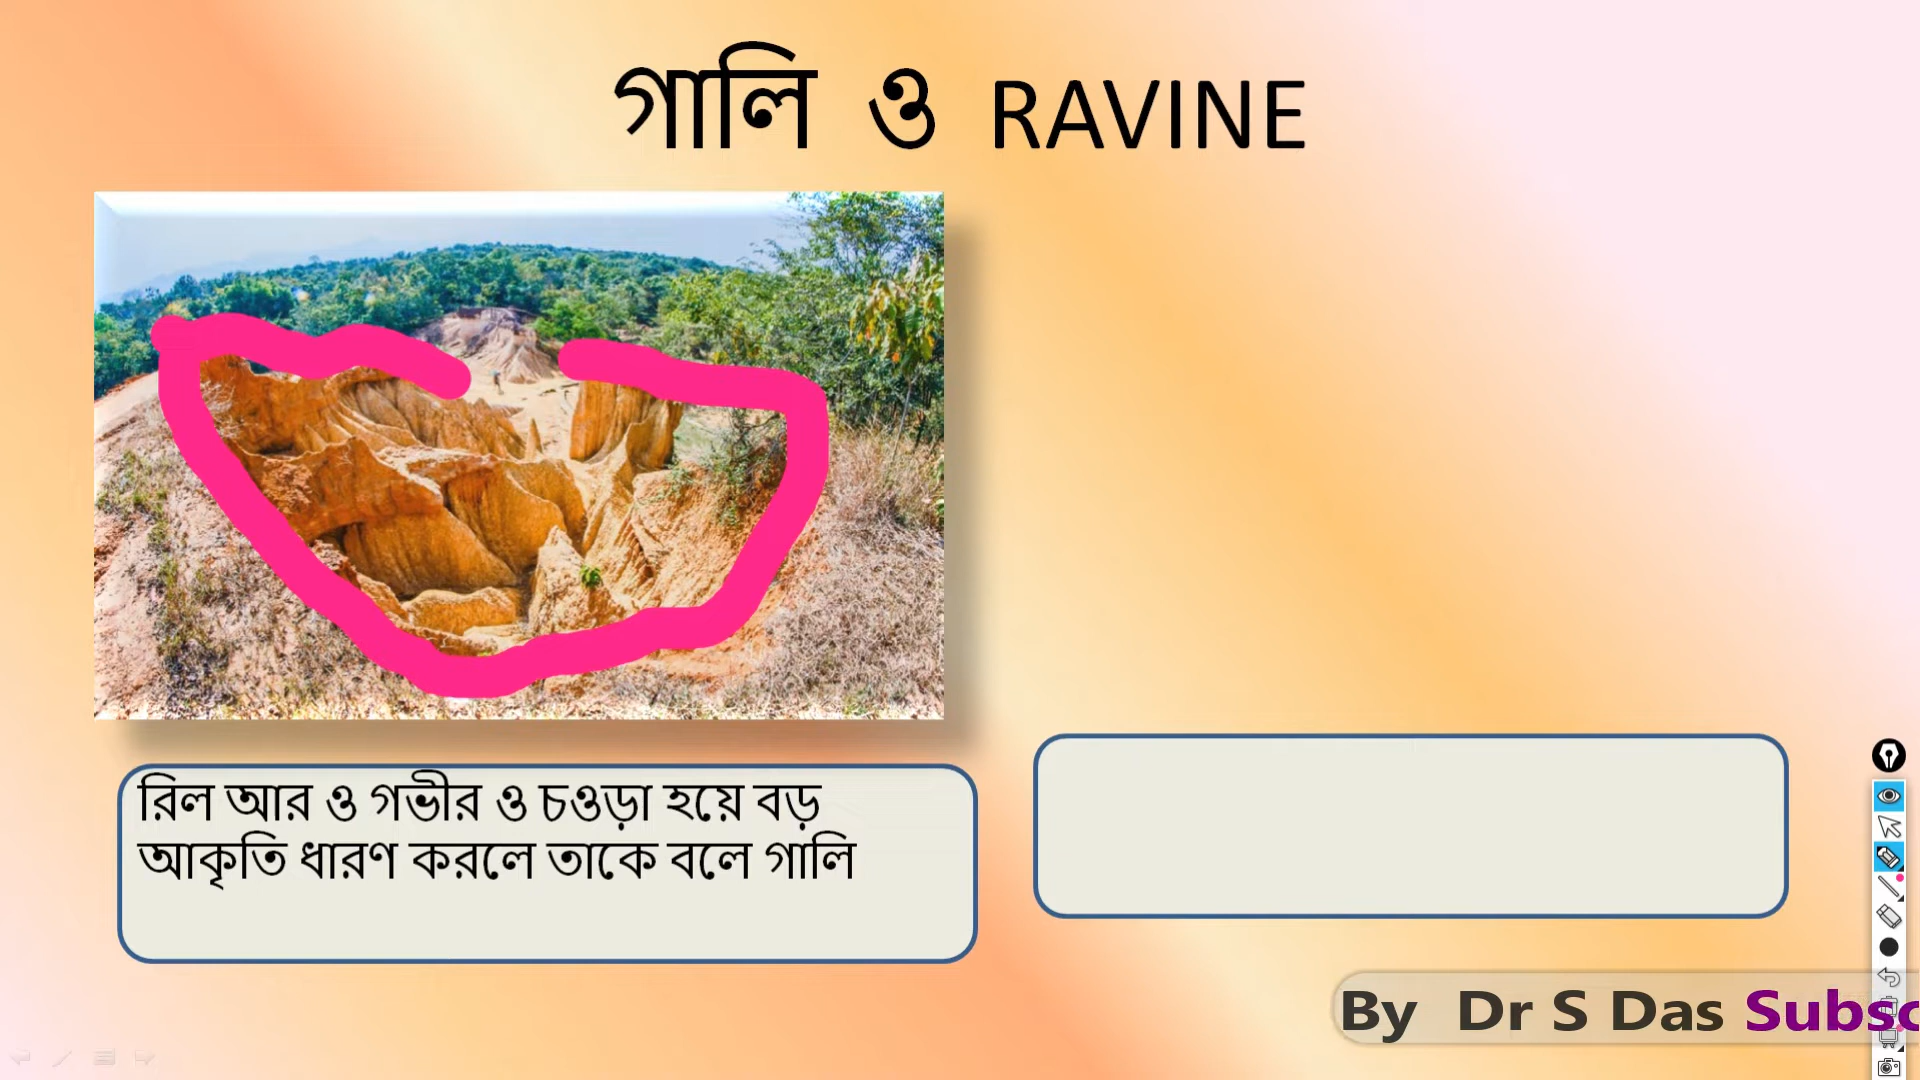 গালি ও RAVINE
রিল আর ও গভীর ও চওড়া হয়ে বড়
আকৃতি ধারণ করলে তাকে বলে গালি
By Dr S Das Subsc